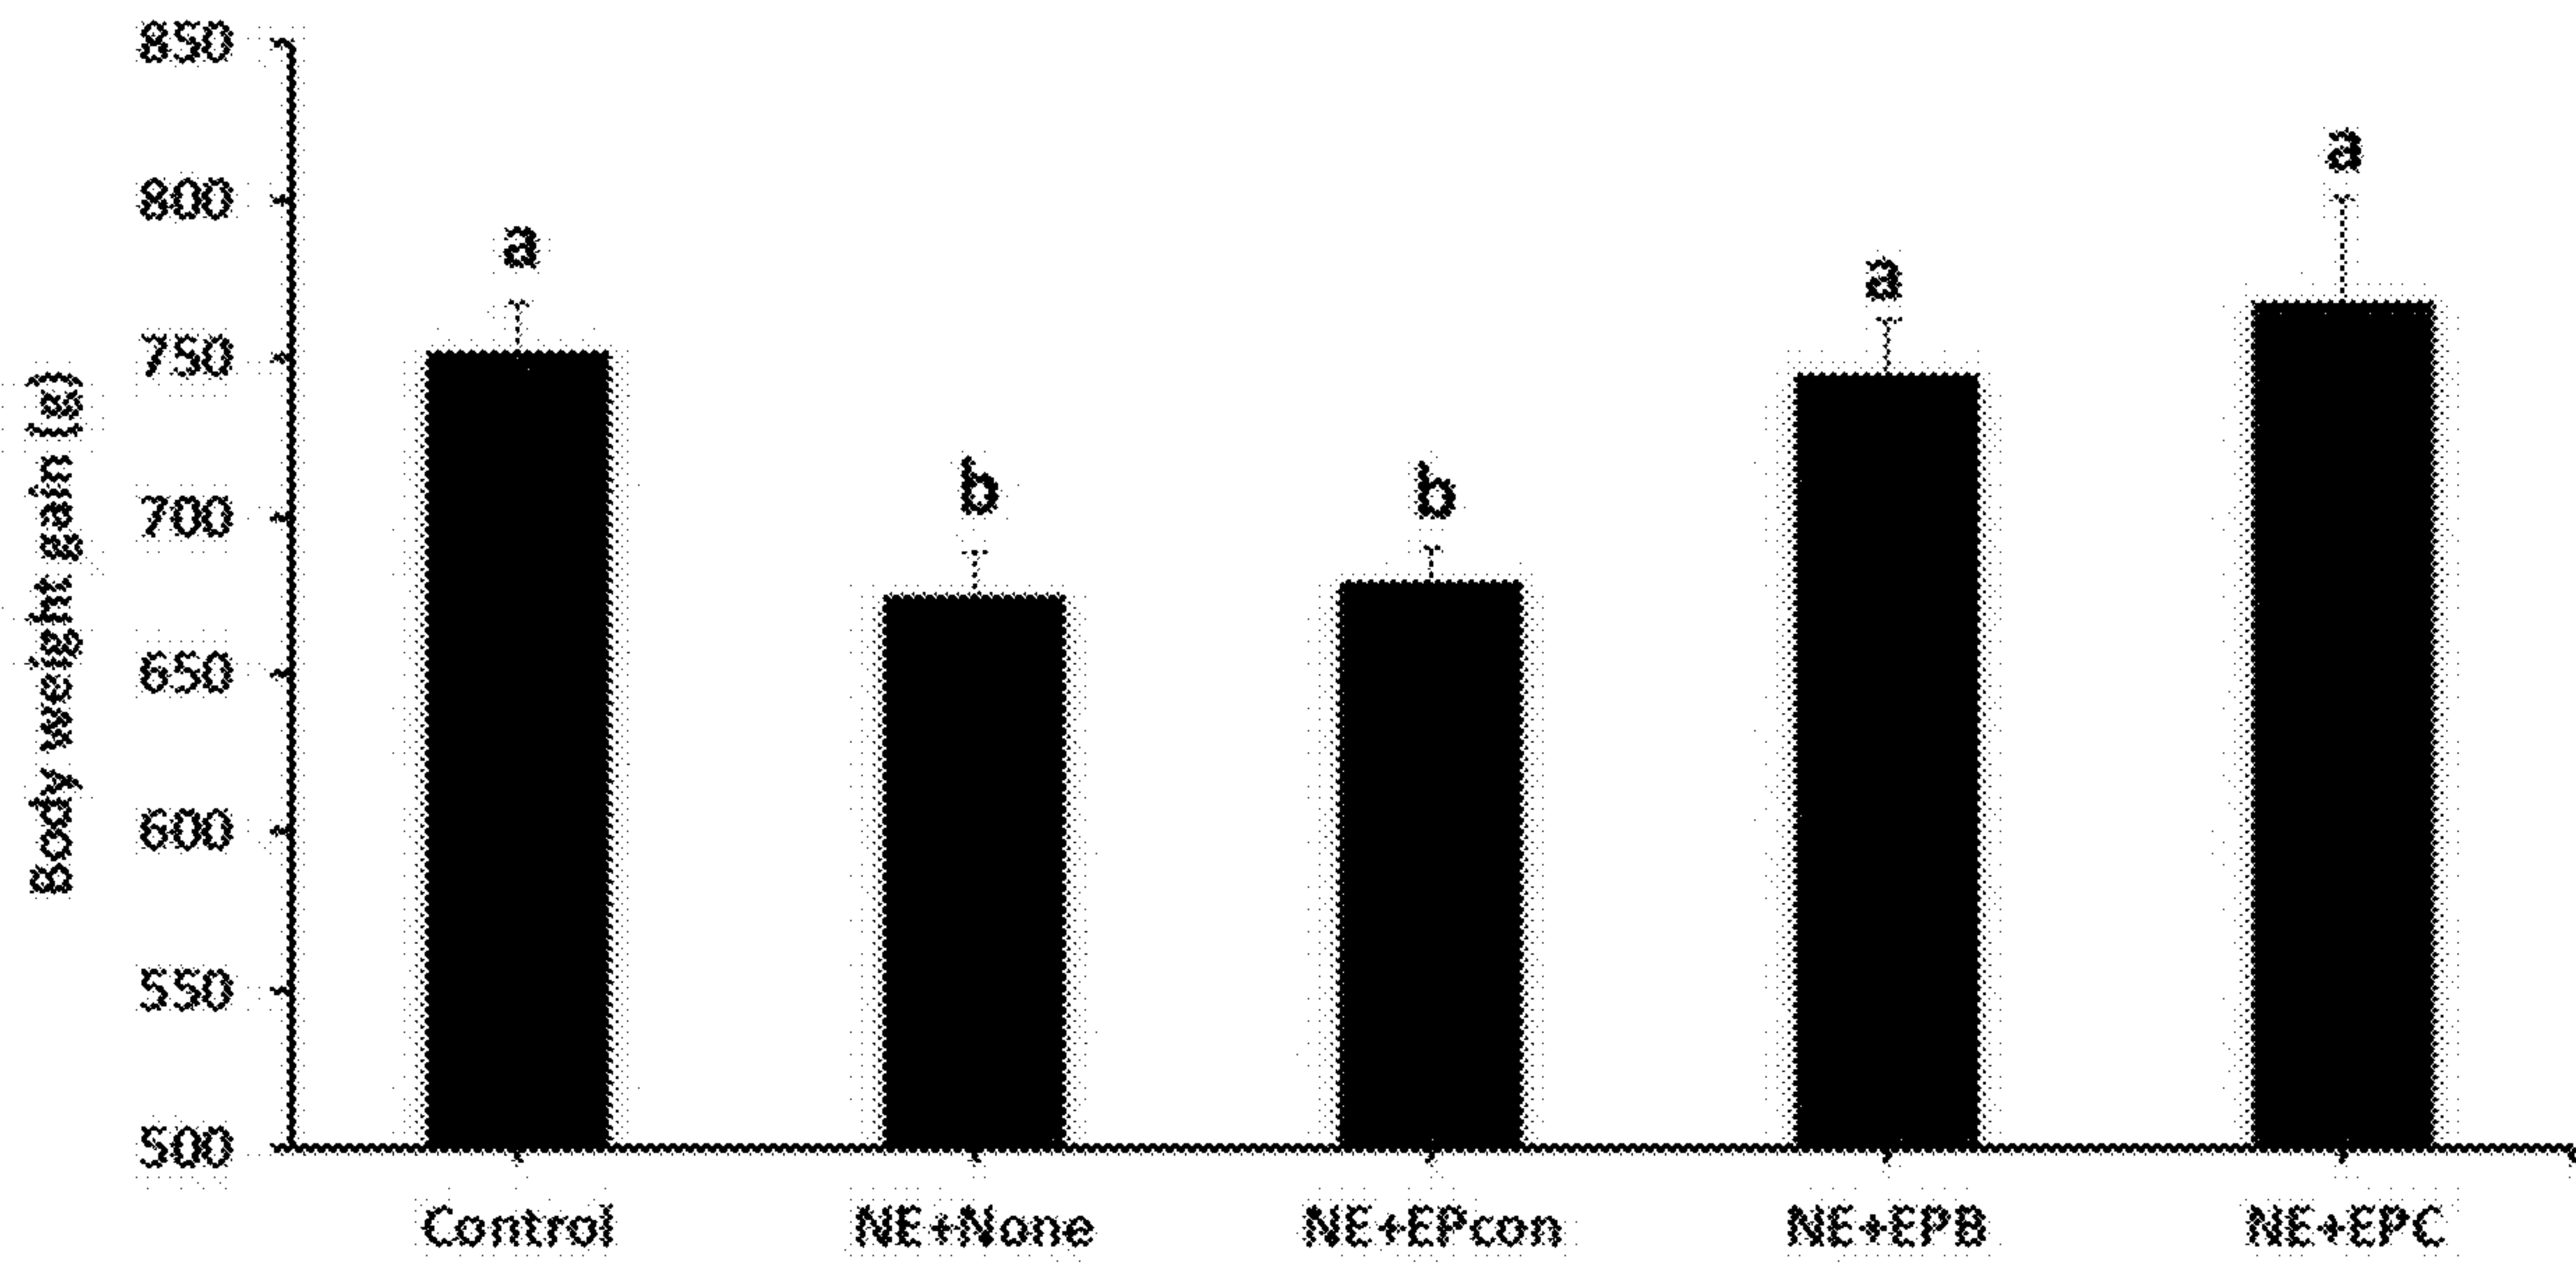 Body weight gain (g)
850
800
750
700
650
600
550
500
a
b
b
a
a
Control
NE+None
NE+EPcon
NE+EPB
NE+EPC